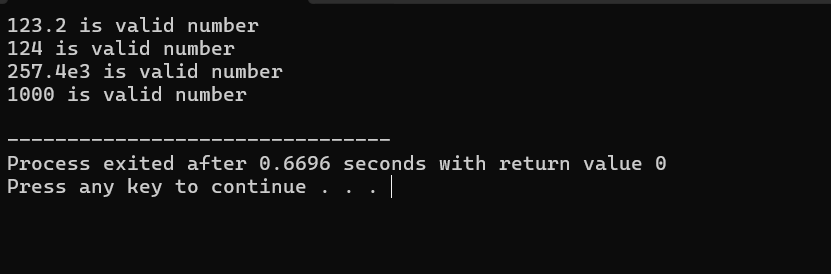 123.2 is valid number
124 is valid number
257.4e3 is valid number
1000 is valid number
--------------------------------
Process exited after 0.6696 seconds with return value 0
Press any key to continue . . .